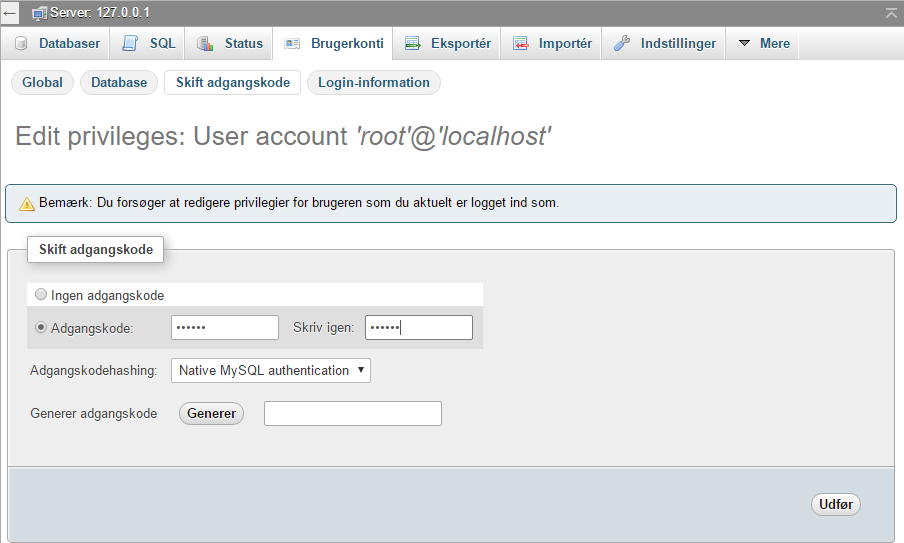 Server: 127.0.0.1
Databaser SQL Status Brugerkonti Eksportér Importér Indstillinger Mere
Global Database Skift adgangskode Login-information
Edit privileges: User account 'root'@'localhost'
Bemærk: Du forsøger at redigere privilegier for brugeren som du aktuelt er logget ind som.
Skift adgangskode
Ingen adgangskode
Adgangskode: •••••• Skriv igen: ••••••
Adgangskodehashing: Native MySQL authentication
Generer adgangskode Generer
Udfør